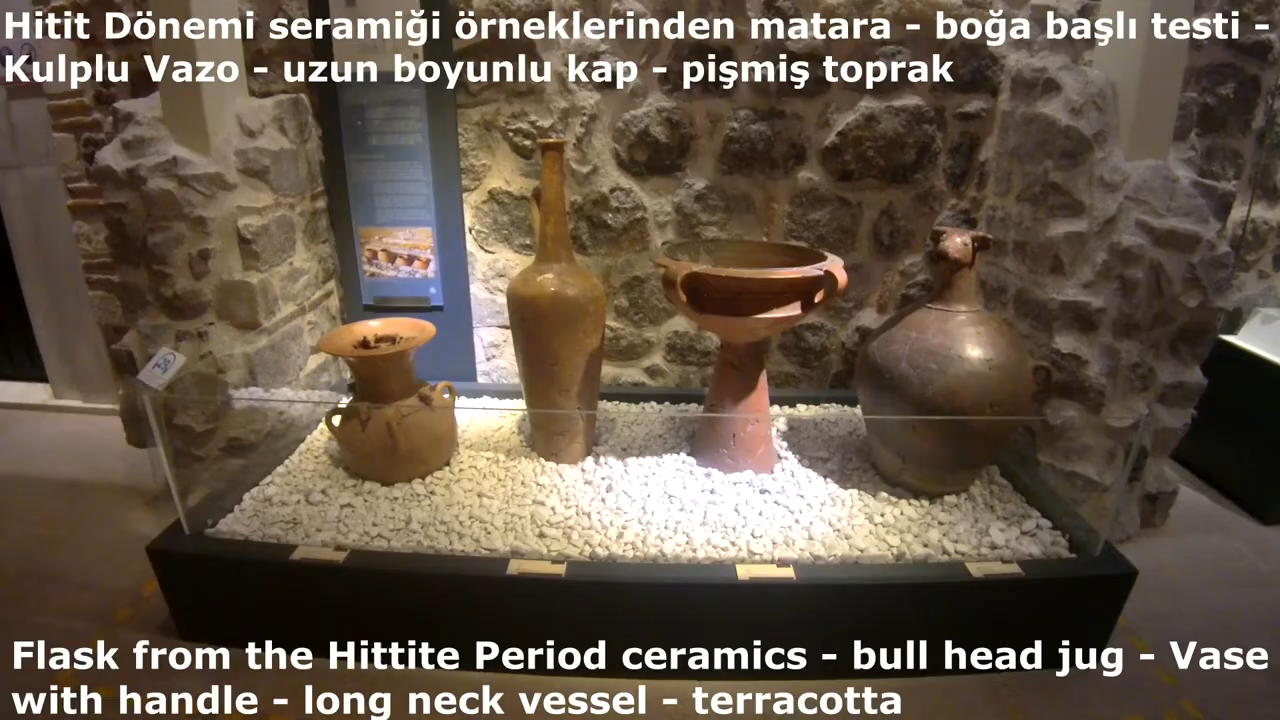 Hitit Dönemi seramiği örneklerinden matara - boğa başlı testi -
Kulplu Vazo - uzun boyunlu kap - pişmiş toprak
Flask from the Hittite Period ceramics - bull head jug - Vase
with handle - long neck vessel - terracotta